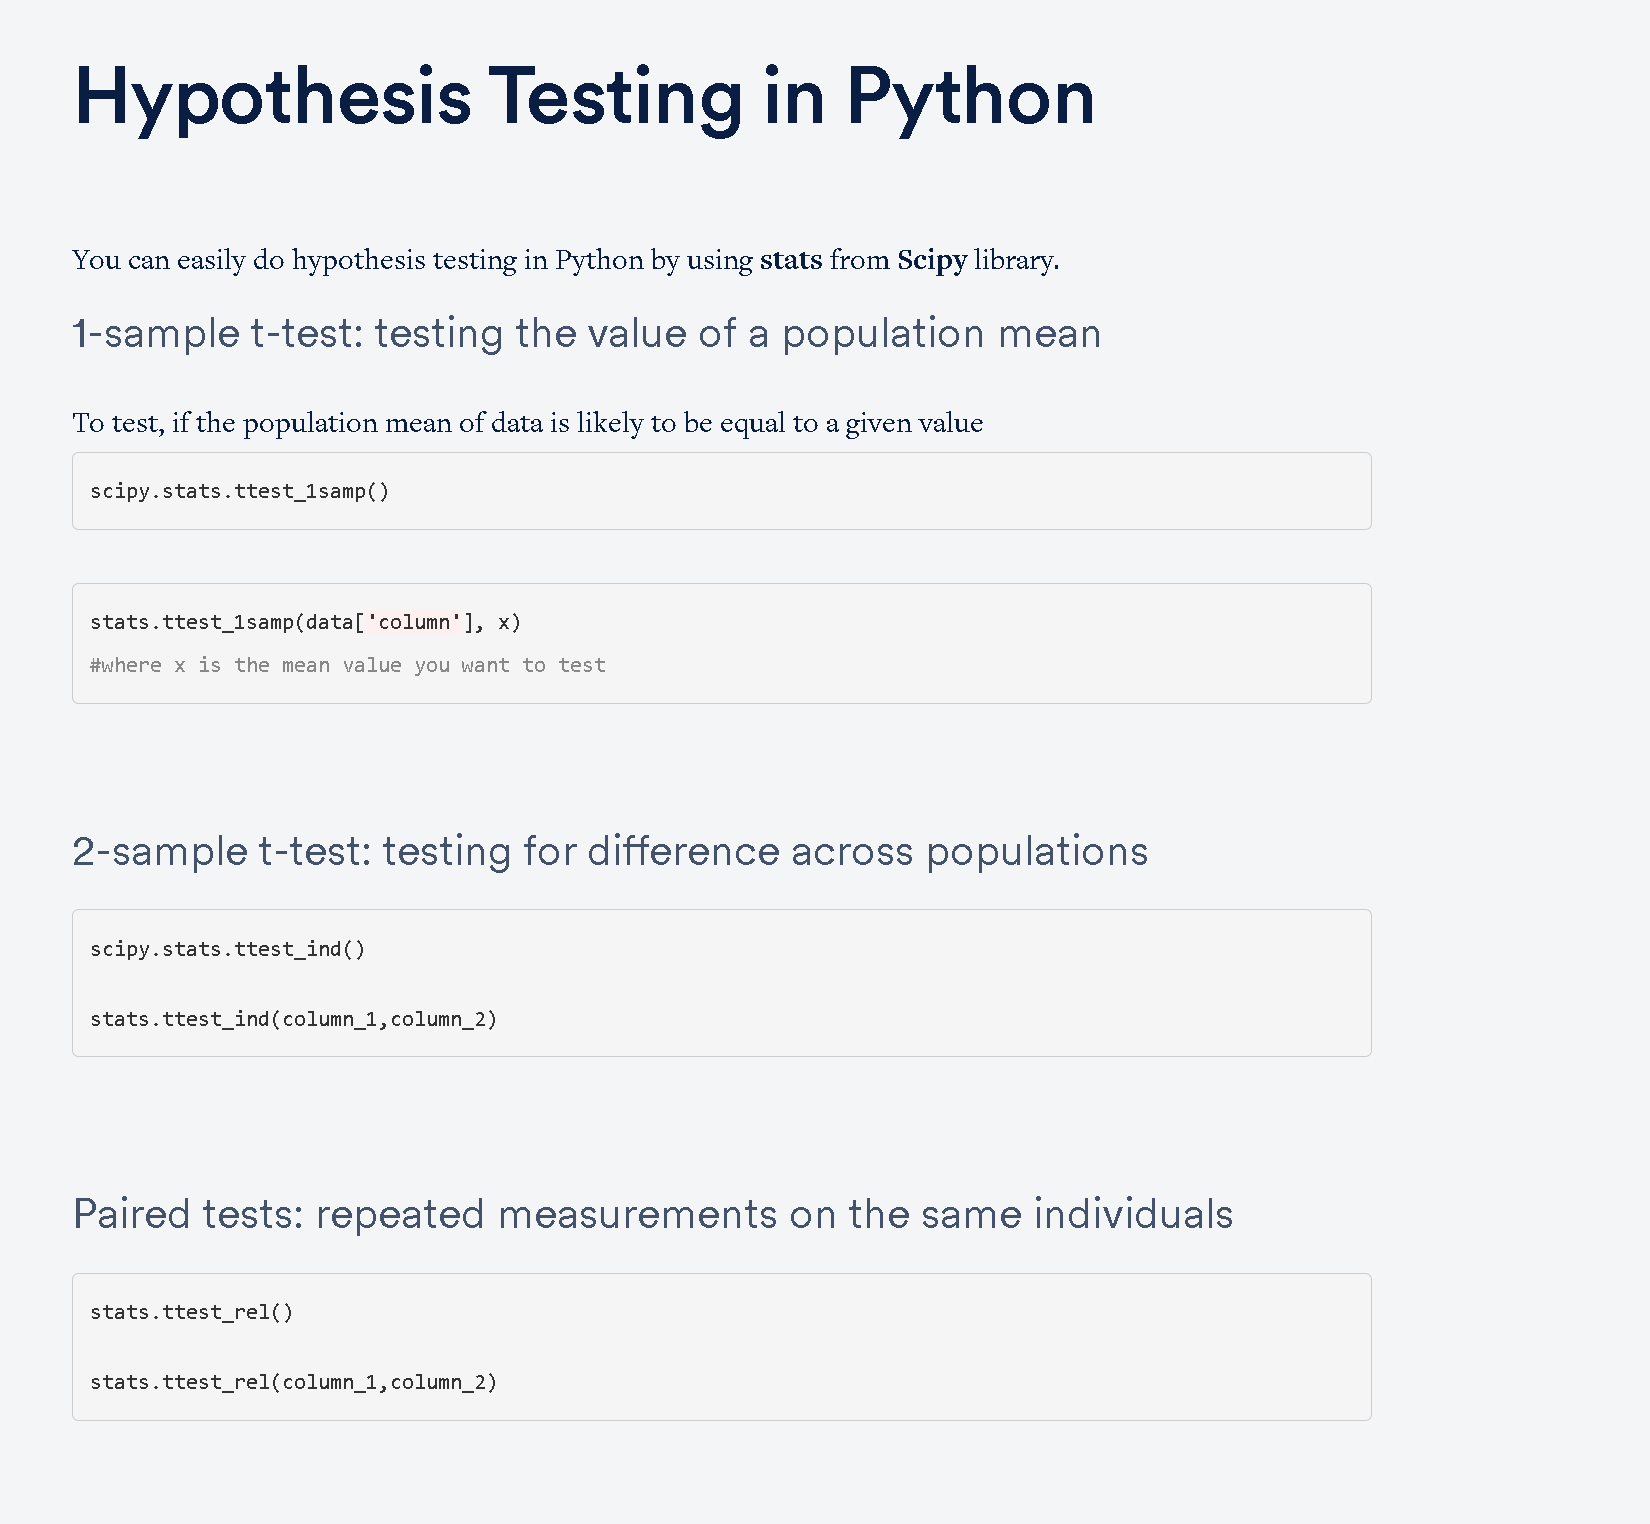 Hypothesis Testing in Python
You can easily do hypothesis testing in Python by using stats from Scipy library.
1-sample t-test: testing the value of a population mean
To test, if the population mean of data is likely to be equal to a given value
scipy.stats.ttest_1samp()
stats.ttest_1samp(data['column'], x)
#where x is the mean value you want to test
2-sample t-test: testing for difference across populations
scipy.stats.ttest_ind()
stats.ttest_ind(column_1,column_2)
Paired tests: repeated measurements on the same individuals
stats.ttest_rel()
stats.ttest_rel(column_1,column_2)